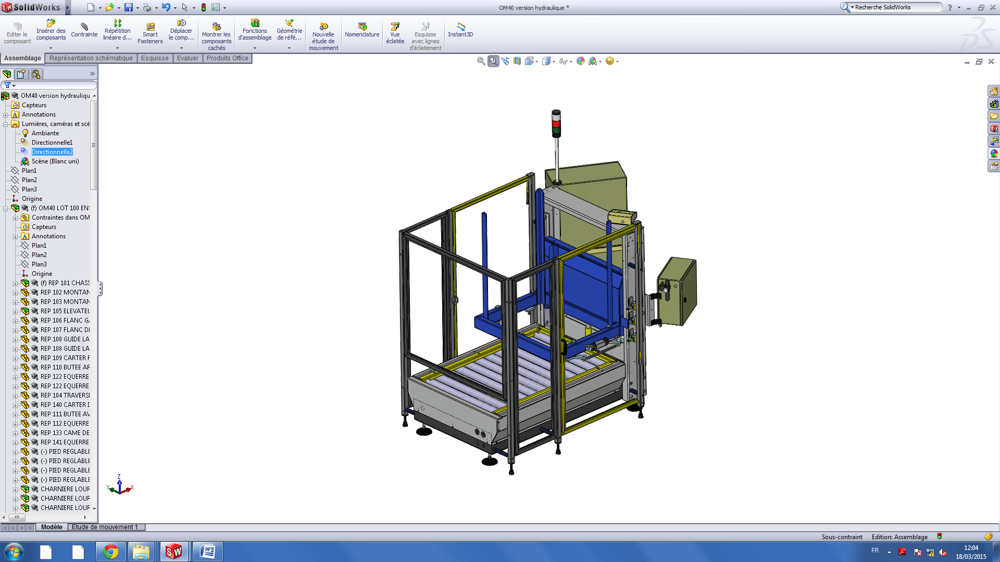 SolidWorks
OM40 version hydraulique *
Recherche SolidWorks
Editer le composant
Insérer des composants
Contrainte
Répétition linéaire d...
Smart Fasteners
Déplacer le comp...
Montrer les composants cachés
Fonctions d'assemblage
Géométrie de réfé...
Nouvelle étude de mouvement
Nomenclature
Vue éclatée
Esquisse avec lignes d'éclatement
Instant3D
Assemblage
Représentation schématique
Esquisse
Evaluer
Produits Office
OM40 version hydrauliqu
Capteurs
Annotations
Lumières, caméras et scè
Ambiante
Directionnelle1
Directionnelle2
Scène (Blanc uni)
Plan1
Plan2
Plan3
Origine
(f) OM40 LOT 100 EN
Contraintes dans OM
Capteurs
Annotations
Plan1
Plan2
Plan3
Origine
(f) REP 101 CHASS
REP 102 MONTAN
REP 103 MONTAN
REP 105 ELEVATEU
REP 106 FLANC GA
REP 107 FLANC DI
REP 108 GUIDE LA
REP 108 GUIDE LA
REP 109 CARTER F
REP 110 BUTEE AR
REP 122 EQUERRE
REP 122 EQUERRE
REP 104 TRAVERSI
REP 140 CARTER D
REP 111 BUTEE AV
REP 112 EQUERRE
REP 133 CAME DE
REP 141 EQUERRE
(-) PIED REGLABLE
(-) PIED REGLABLE
(-) PIED REGLABLE
(-) PIED REGLABLE
CHARNIERE LOUR
CHARNIERE LOUR
CHARNIERE LOUR
Z
Y
X
Modèle
Etude de mouvement 1
Sous-contraint
Edition: Assemblage
FR
12:04
18/03/2015